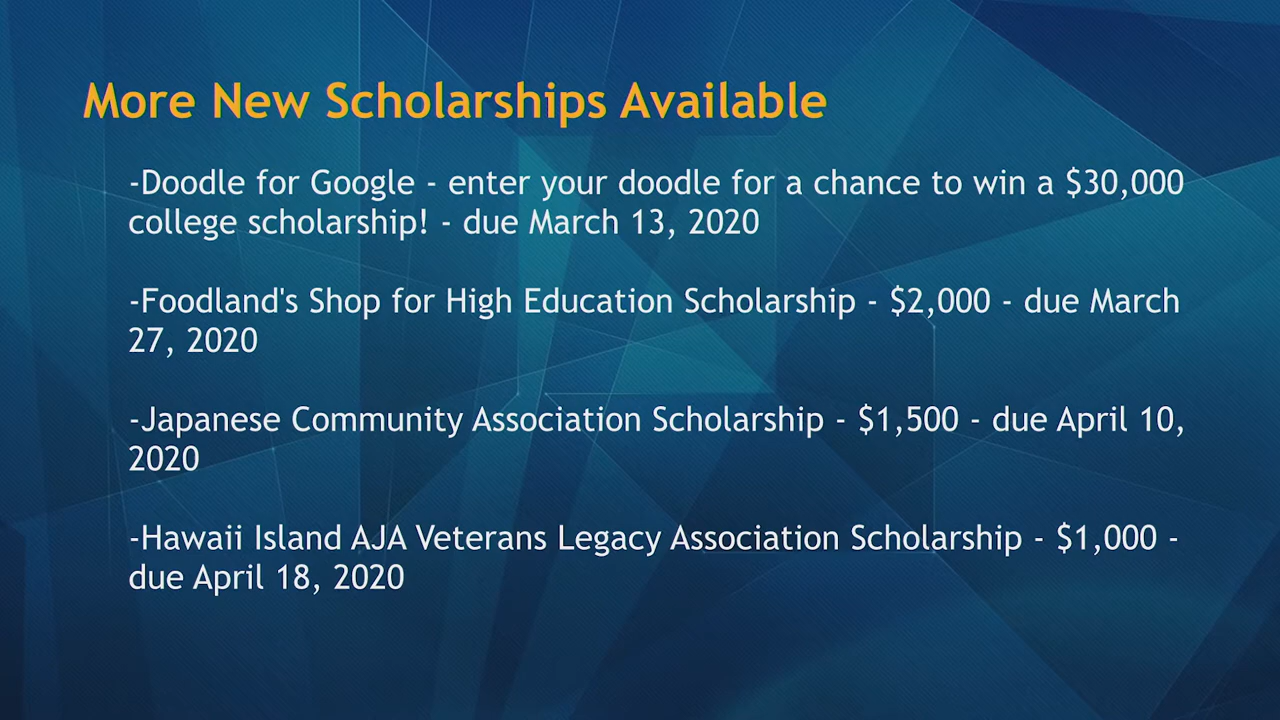 More New Scholarships Available
-Doodle for Google - enter your doodle for a chance to win a $30,000
college scholarship! - due March 13, 2020
-Foodland's Shop for High Education Scholarship - $2,000 - due March
27, 2020
-Japanese Community Association Scholarship - $1,500 - due April 10,
2020
-Hawaii Island AJA Veterans Legacy Association Scholarship - $1,000 -
due April 18, 2020